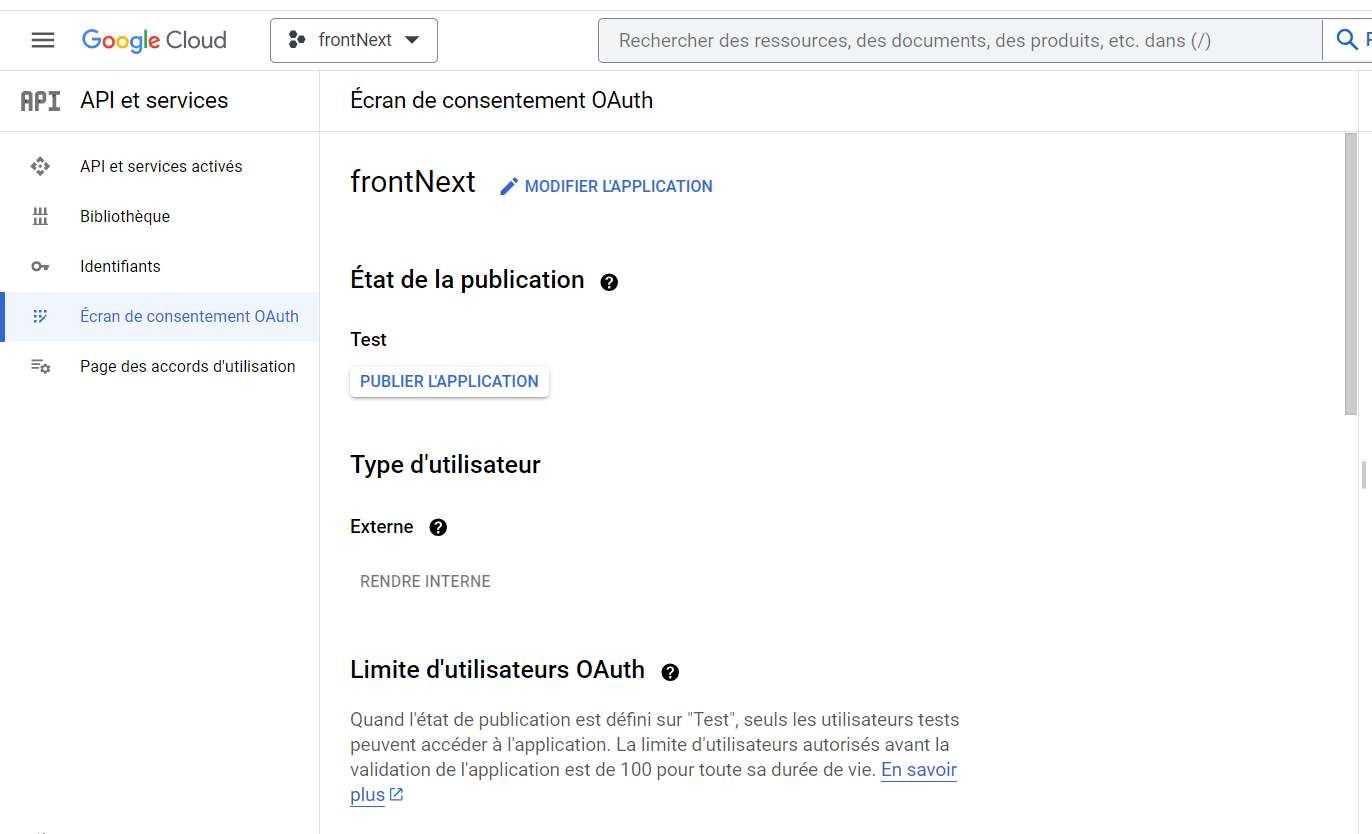 Google Cloud
frontNext
Rechercher des ressources, des documents, des produits, etc. dans (/)
API API et services
Écran de consentement OAuth
API et services activés
Bibliothèque
Identifiants
Écran de consentement OAuth
Page des accords d'utilisation
frontNext
MODIFIER L'APPLICATION
État de la publication
Test
PUBLIER L'APPLICATION
Type d'utilisateur
Externe
RENDRE INTERNE
Limite d'utilisateurs OAuth
Quand l'état de publication est défini sur "Test", seuls les utilisateurs tests
peuvent accéder à l'application. La limite d'utilisateurs autorisés avant la
validation de l'application est de 100 pour toute sa durée de vie. En savoir
plus